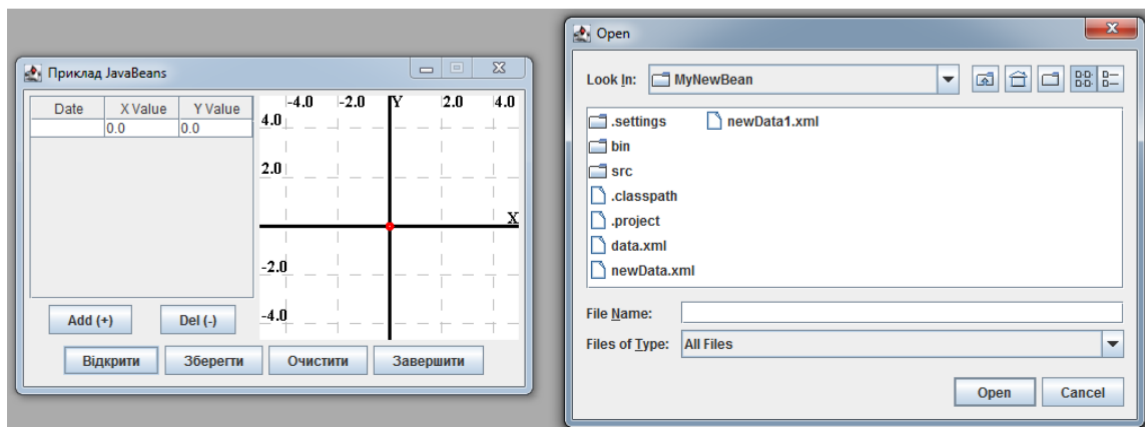 Приклад JavaBeans
Date X Value Y Value
0.0 0.0
-4.0 -2.0 Y 2.0 4.0
4.0
2.0
X
-2.0
-4.0
Add (+) Del (-)
Відкрити Зберегти Очистити Завершити
Open
Look In: MyNewBean
.settings newData1.xml
bin
src
.classpath
.project
data.xml
newData.xml
File Name:
Files of Type: All Files
Open Cancel